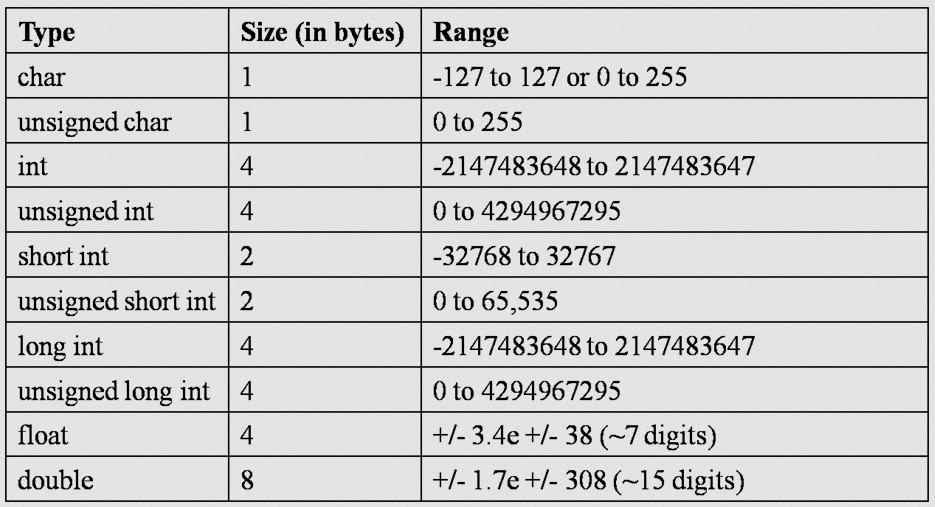 Type Size (in bytes) Range
char 1 -127 to 127 or 0 to 255
unsigned char 1 0 to 255
int 4 -2147483648 to 2147483647
unsigned int 4 0 to 4294967295
short int 2 -32768 to 32767
unsigned short int 2 0 to 65,535
long int 4 -2147483648 to 2147483647
unsigned long int 4 0 to 4294967295
float 4 +/- 3.4e +/- 38 (~7 digits)
double 8 +/- 1.7e +/- 308 (~15 digits)